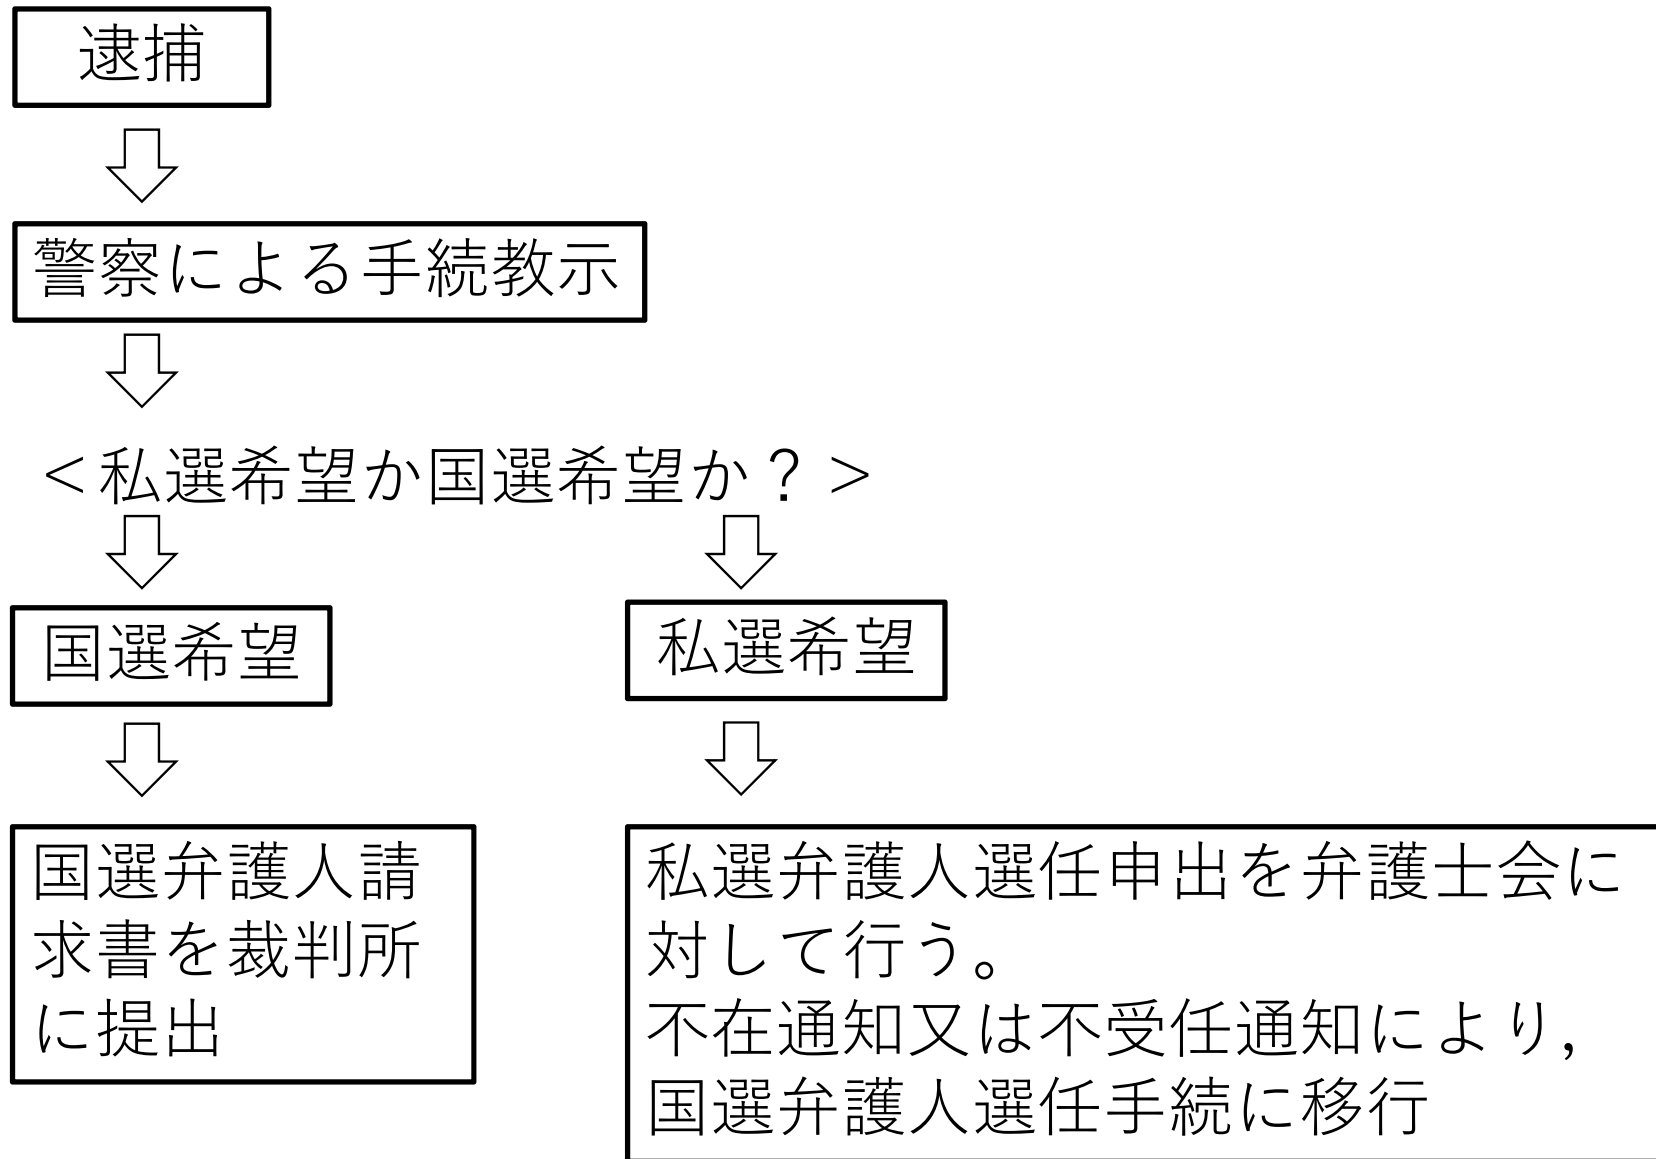 逮捕
警察による手続教示
＜私選希望か国選希望か？＞
国選希望
私選希望
国選弁護人請
求書を裁判所
に提出
私選弁護人選任申出を弁護士会に
対して行う。
不在通知又は不受任通知により，
国選弁護人選任手続に移行